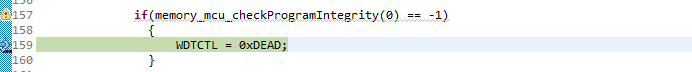 157 if(memory_mcu_checkProgramIntegrity(0) == -1)
158 {
159 WDTCTL = 0xDEAD;
160 }